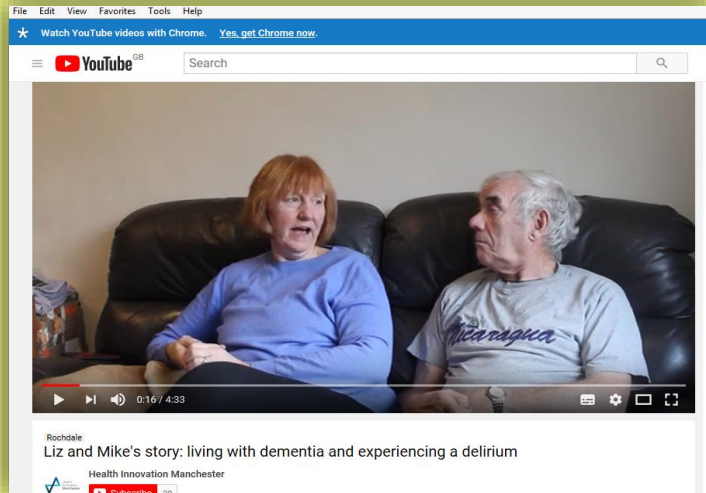 File Edit View Favorites Tools Help
Watch YouTube videos with Chrome. Yes, get Chrome now.
YouTube GB
Search
Nicaragua
0:16 / 4:33
Rochdale
Liz and Mike's story: living with dementia and experiencing a delirium
Health Innovation Manchester
Subscribe